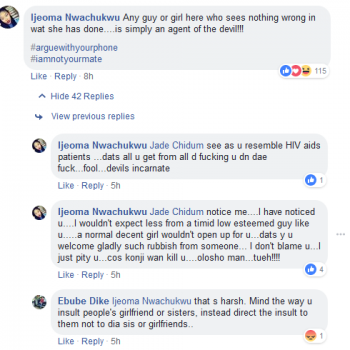 Ijeoma Nwachukwu Any guy or girl here who sees nothing wrong in
wat she has done....is simply an agent of the devil!!!
#arguewithyourphone
#iamnotyourmate
115
Like · Reply · 8h
Hide 42 Replies
View previous replies
Ijeoma Nwachukwu Jade Chidum see as u resemble HIV aids
patients ...dats all u get from all d fucking u dn dae
fuck...fool...devils incarnate
1
Like · Reply · 5h
Ijeoma Nwachukwu Jade Chidum notice me....I have noticed
u....I wouldn't expect less from a timid low esteemed guy like
u.....a normal decent girl wouldn't open up for u...dats y u
welcome gladly such rubbish from someone... I don't blame u...I
just pity u...cos konji wan kill u....olosho man...tueh!!!!
4
Like · Reply · 5h
Ebube Dike Ijeoma Nwachukwu that s harsh. Mind the way u
insult people's girlfriend or sisters, instead direct the insult to
them not to dia sis or girlfriends..
1
Like · Reply · 5h